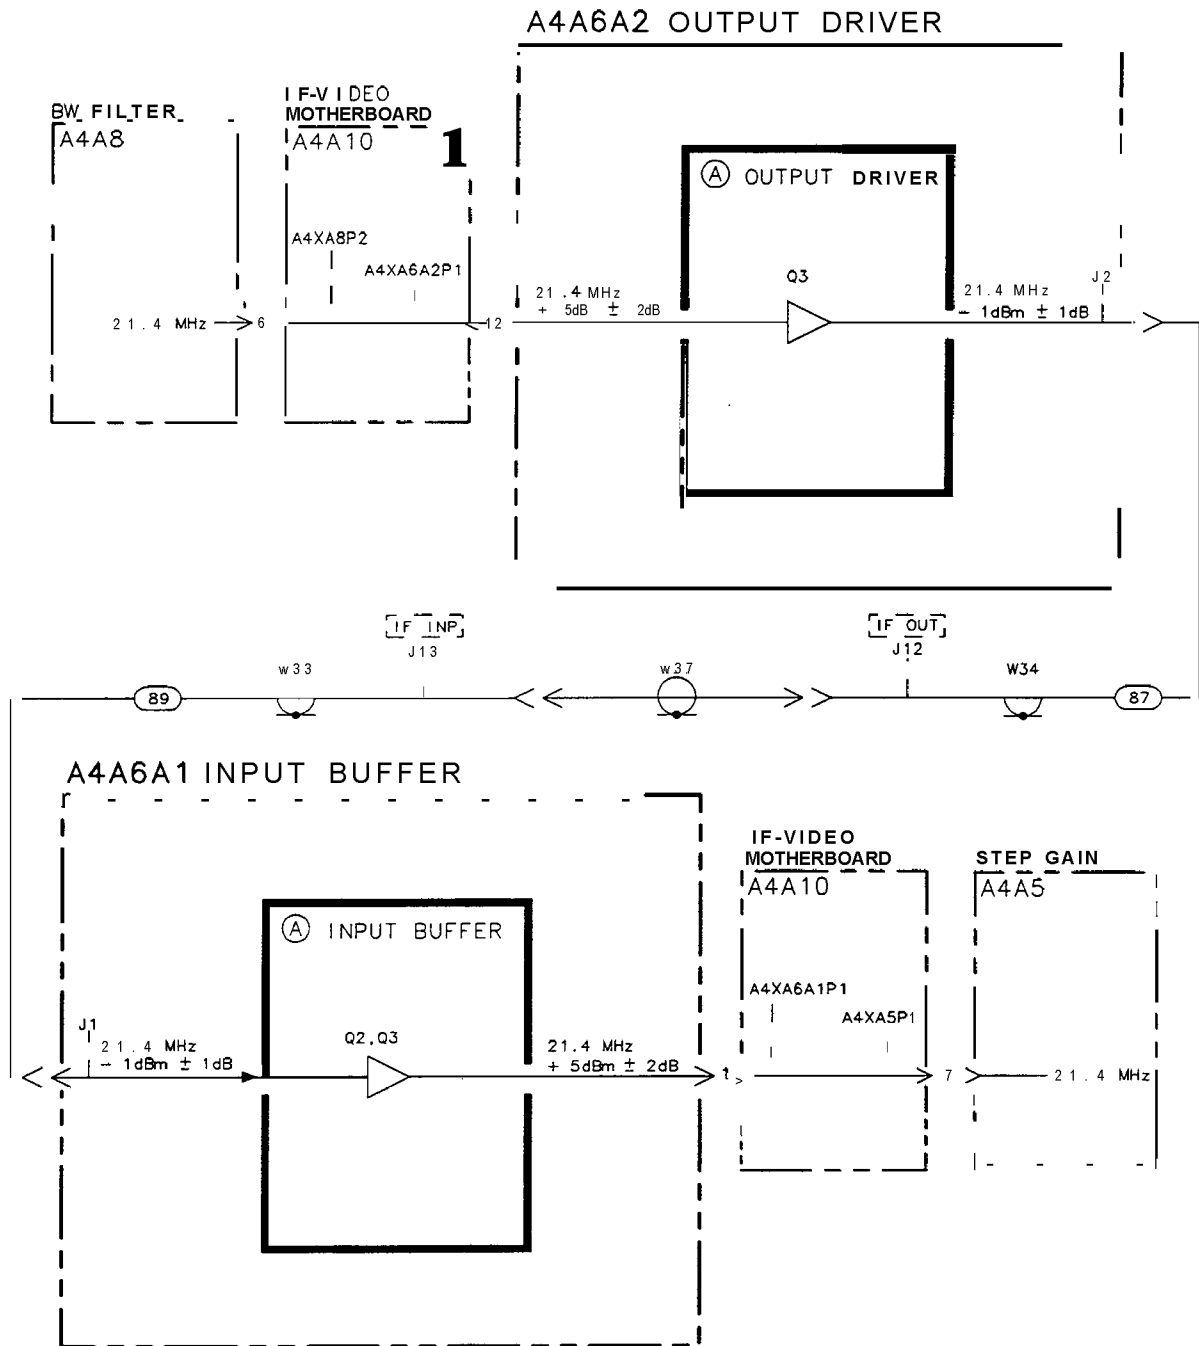 A4A6A2 OUTPUT DRIVER
BW FILTER
A4A8
IF-VIDEO
MOTHERBOARD
A4A10
1
A OUTPUT DRIVER
A4XA8P2
A4XA6A2P1
Q3
J2
21.4 MHz
6
12
21.4 MHz
+ 5dB ± 2dB
21.4 MHz
- 1dBm ± 1dB
IF INP
J13
IF OUT
J12
89
w33
w37
W34
87
A4A6A1 INPUT BUFFER
IF-VIDEO
MOTHERBOARD
A4A10
STEP GAIN
A4A5
A INPUT BUFFER
A4XA6A1P1
A4XA5P1
J1
21.4 MHz
- 1dBm ± 1dB
Q2,Q3
21.4 MHz
+ 5dBm ± 2dB
7
21.4 MHz